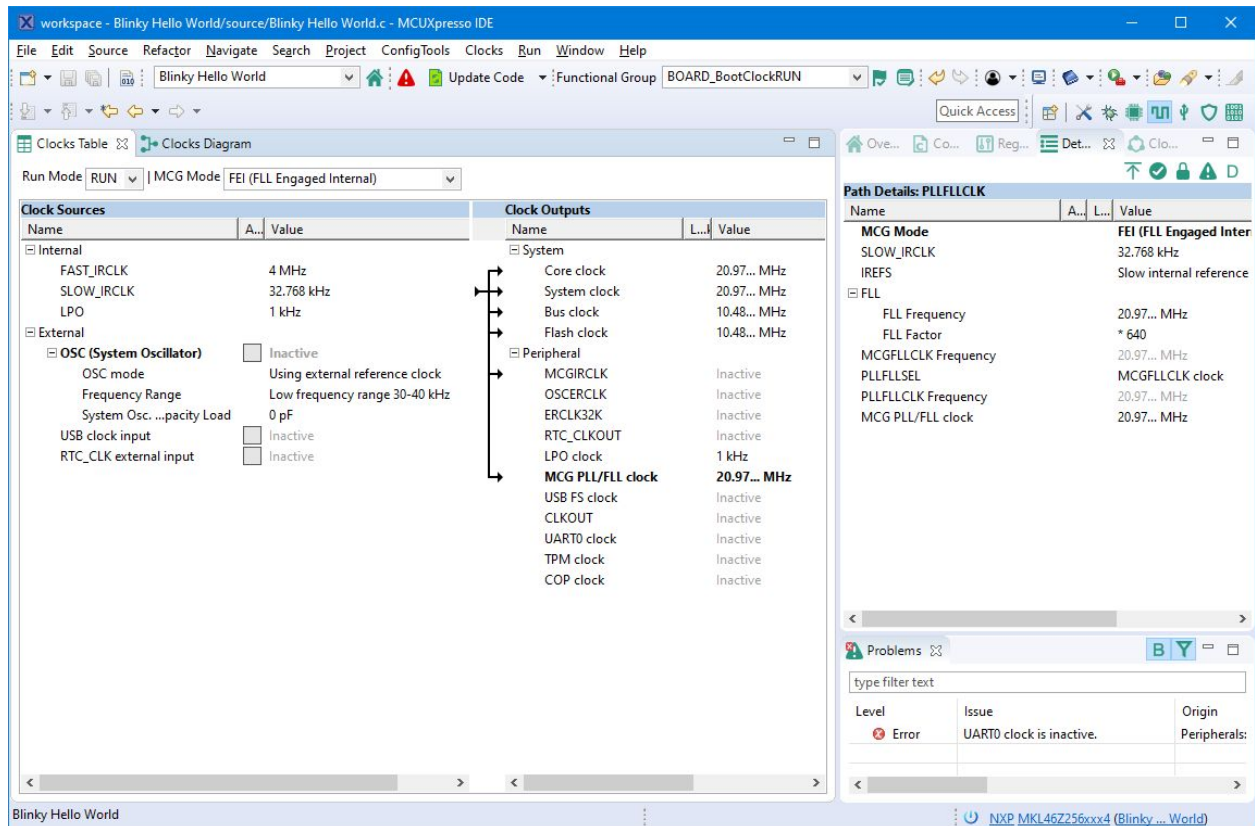 workspace - Blinky Hello World/source/Blinky Hello World.c - MCUXpresso IDE
File Edit Source Refactor Navigate Search Project ConfigTools Clocks Run Window Help
Blinky Hello World Update Code Functional Group BOARD_BootClockRUN
Quick Access
Clocks Table Clocks Diagram
Run Mode RUN | MCG Mode FEI (FLL Engaged Internal)
Clock Sources
Name A... Value
Internal
FAST_IRCLK 4 MHz
SLOW_IRCLK 32.768 kHz
LPO 1 kHz
External
OSC (System Oscillator) Inactive
OSC mode Using external reference clock
Frequency Range Low frequency range 30-40 kHz
System Osc. ...pacity Load 0 pF
USB clock input Inactive
RTC_CLK external input Inactive
Clock Outputs
Name L... Value
System
Core clock 20.97... MHz
System clock 20.97... MHz
Bus clock 10.48... MHz
Flash clock 10.48... MHz
Peripheral
MCGIRCLK Inactive
OSCERCLK Inactive
ERCLK32K Inactive
RTC_CLKOUT Inactive
LPO clock 1 kHz
MCG PLL/FLL clock 20.97... MHz
USB FS clock Inactive
CLKOUT Inactive
UART0 clock Inactive
TPM clock Inactive
COP clock Inactive
Ove... Co... Reg... Det... Clo...
D
Path Details: PLLFLLCLK
Name A... L... Value
MCG Mode FEI (FLL Engaged Inter
SLOW_IRCLK 32.768 kHz
IREFS Slow internal reference
FLL
FLL Frequency 20.97... MHz
FLL Factor * 640
MCGFLLCLK Frequency 20.97... MHz
PLLFLLSEL MCGFLLCLK clock
PLLFLLCLK Frequency 20.97... MHz
MCG PLL/FLL clock 20.97... MHz
Problems B
type filter text
Level Issue Origin
Error UART0 clock is inactive. Peripherals:
Blinky Hello World
NXP MKL46Z256xxx4 (Blinky ... World)